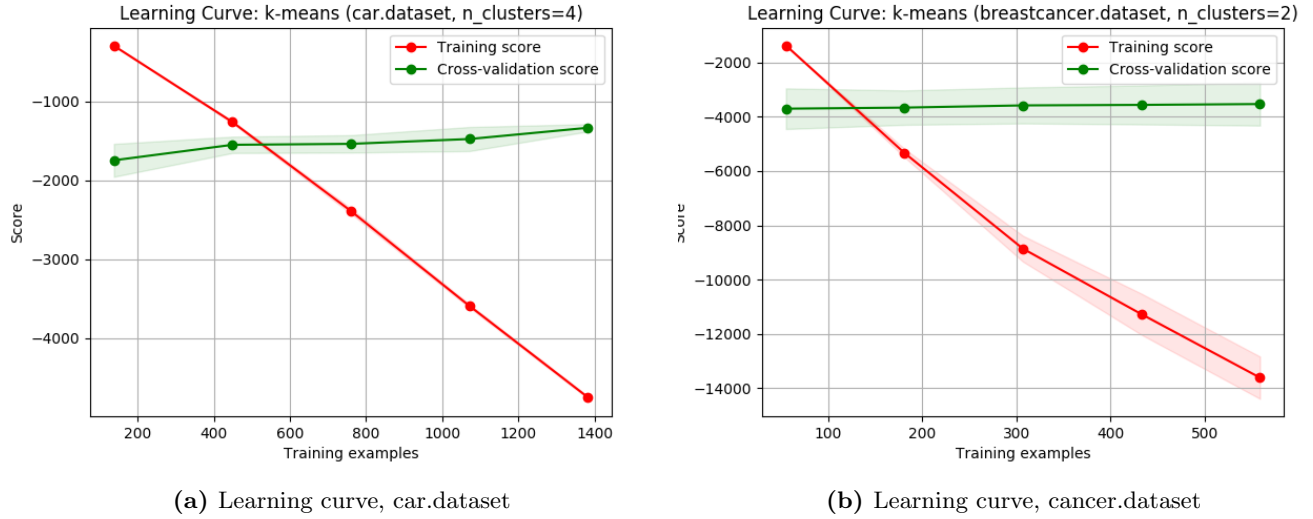 Learning Curve: k-means (car.dataset, n_clusters=4)
Training score
Cross-validation score
−1000
−2000
−3000
−4000
Score
200
400
600
800
1000
1200
1400
Training examples
(a) Learning curve, car.dataset
Learning Curve: k-means (breastcancer.dataset, n_clusters=2)
Training score
Cross-validation score
−2000
−4000
−6000
−8000
−10000
−12000
−14000
Score
100
200
300
400
500
Training examples
(b) Learning curve, cancer.dataset